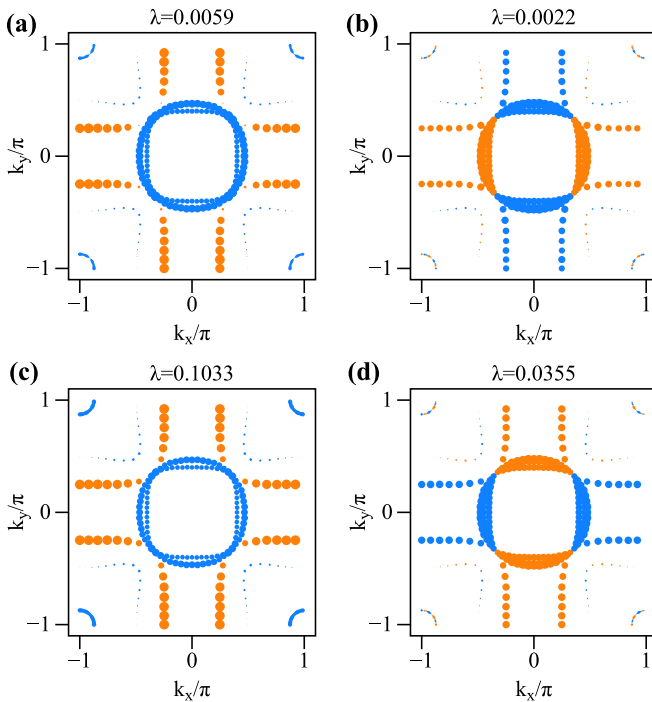 (a) λ=0.0059
(b) λ=0.0022
1
0
−1
k_y/π
−1 0 1
k_x/π
1
0
−1
k_y/π
−1 0 1
k_x/π
(c) λ=0.1033
(d) λ=0.0355
1
0
−1
k_y/π
−1 0 1
k_x/π
1
0
−1
k_y/π
−1 0 1
k_x/π